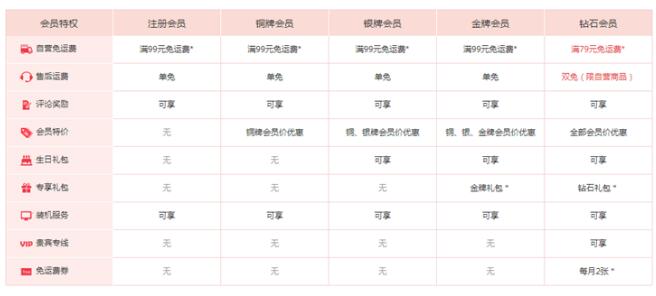 会员特权 注册会员 铜牌会员 银牌会员 金牌会员 钻石会员
自营免运费 满99元免运费* 满99元免运费* 满99元免运费* 满99元免运费* 满79元免运费*
售后运费 单免 单免 单免 单免 双免（限自营商品）
评论奖励 可享 可享 可享 可享 可享
会员特价 无 铜牌会员价优惠 铜、银牌会员价优惠 铜、银、金牌会员价优惠 全部会员价优惠
生日礼包 无 无 可享 可享 可享
专享礼包 无 无 无 金牌礼包 * 钻石礼包 *
装机服务 可享 可享 可享 可享 可享
VIP 贵宾专线 无 无 无 无 可享
免运费券 无 无 无 无 每月2张 *